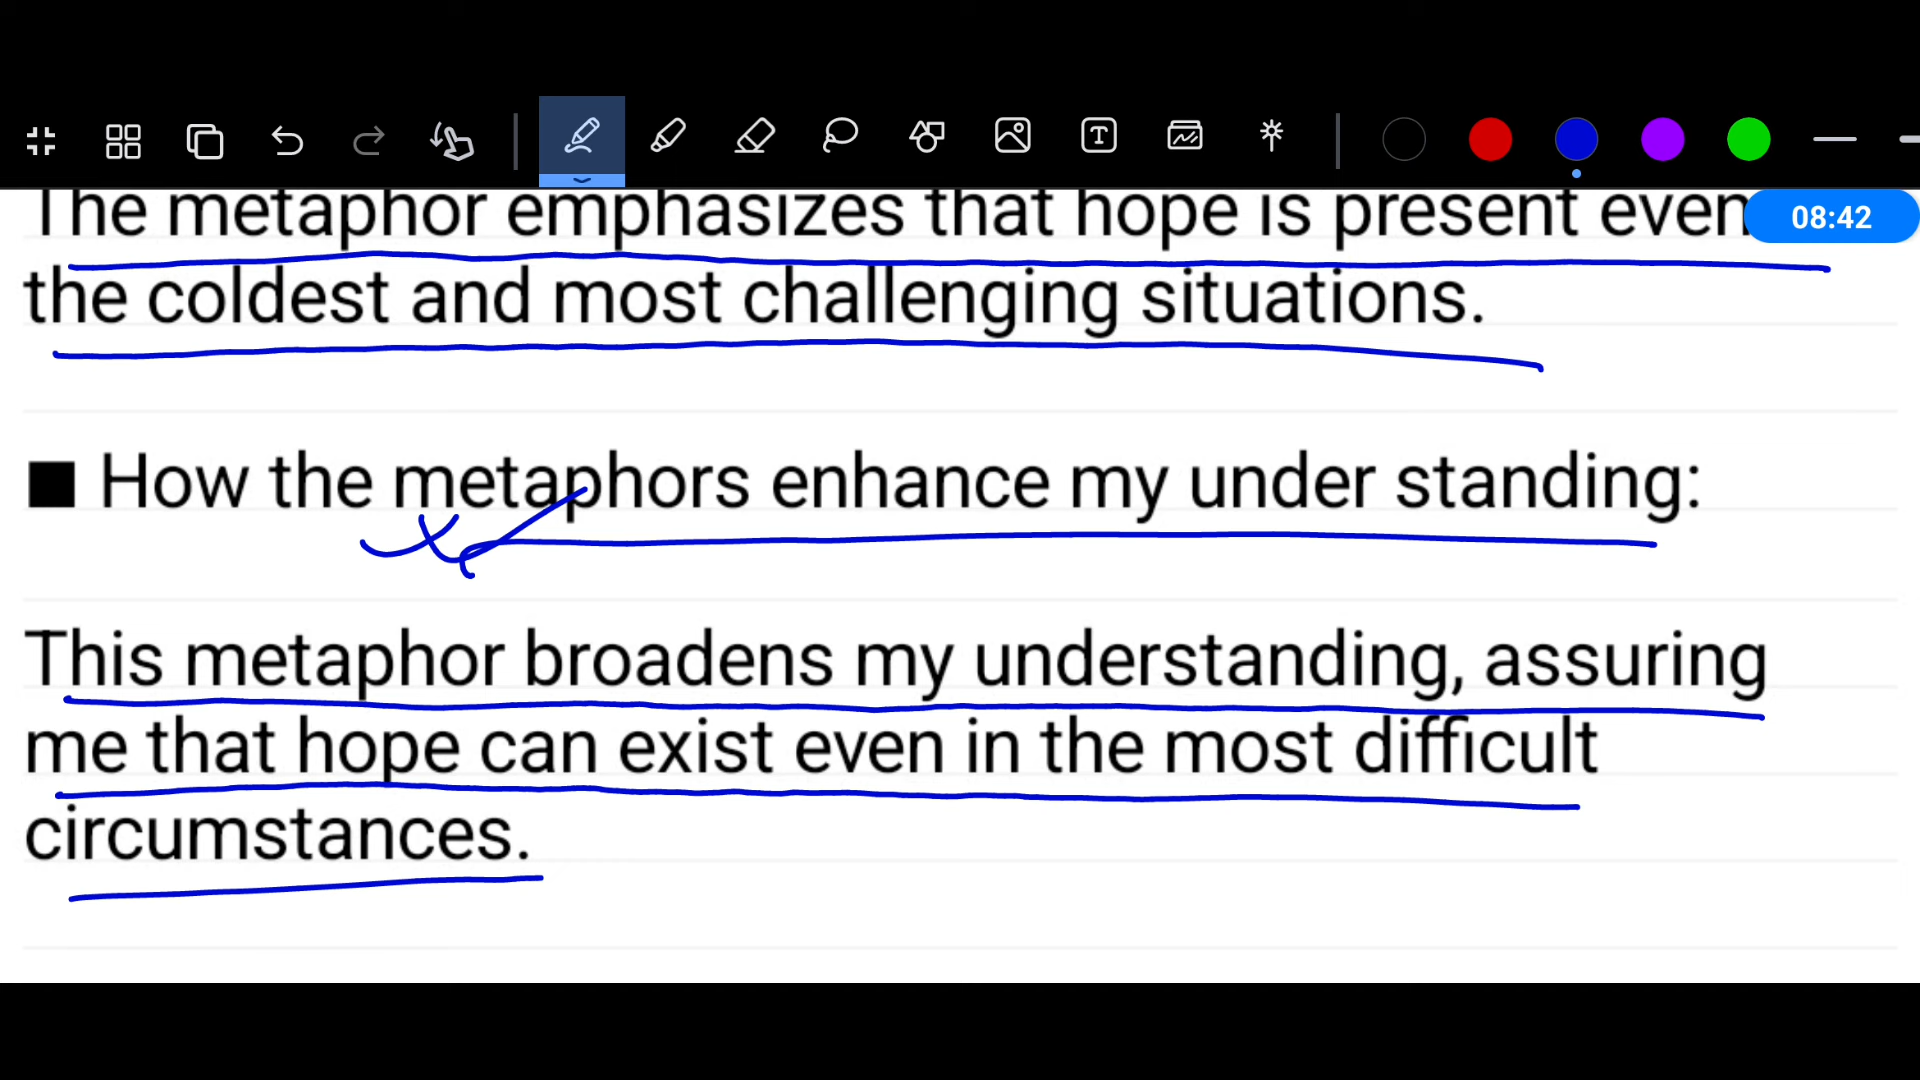 The metaphor emphasizes that hope is present even
08:42
the coldest and most challenging situations.
■ How the metaphors enhance my under standing:
This metaphor broadens my understanding, assuring
me that hope can exist even in the most difficult
circumstances.